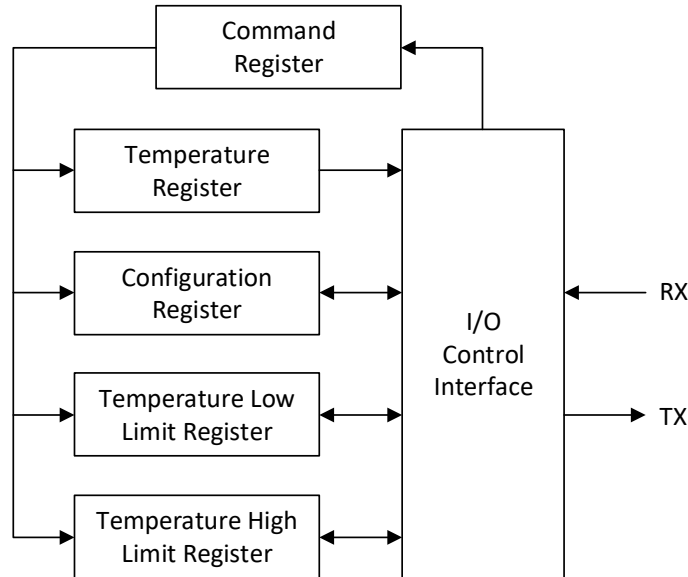 Command
Register
Temperature
Register
Configuration
Register
Temperature Low
Limit Register
Temperature High
Limit Register
I/O
Control
Interface
RX
TX